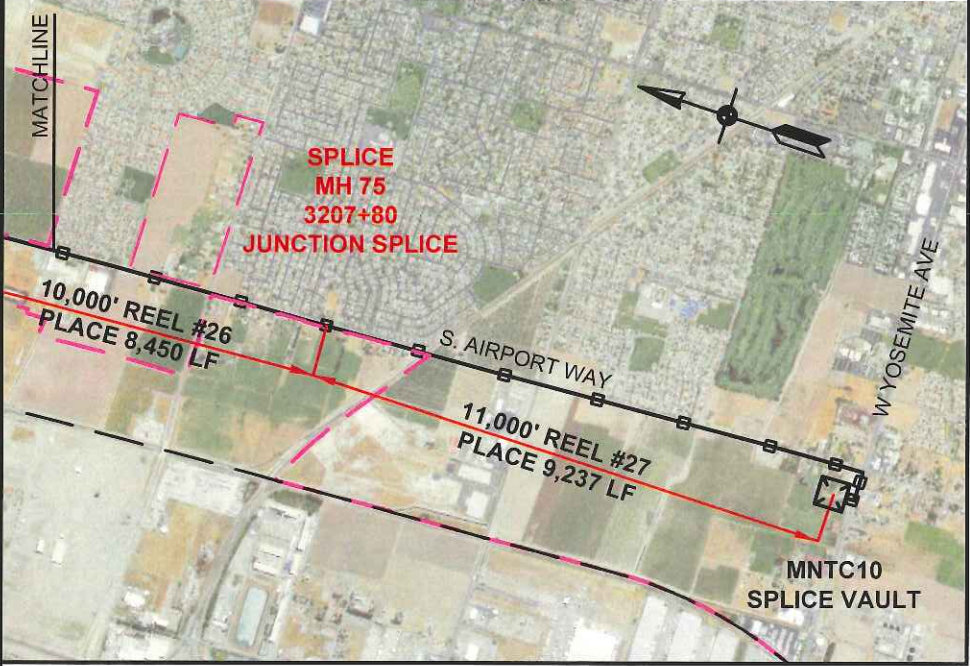 MATCHLINE
SPLICE
MH 75
3207+80
JUNCTION SPLICE
10,000' REEL #26
PLACE 8,450 LF
S. AIRPORT WAY
W YOSEMITE AVE
11,000' REEL #27
PLACE 9,237 LF
MNTC10
SPLICE VAULT